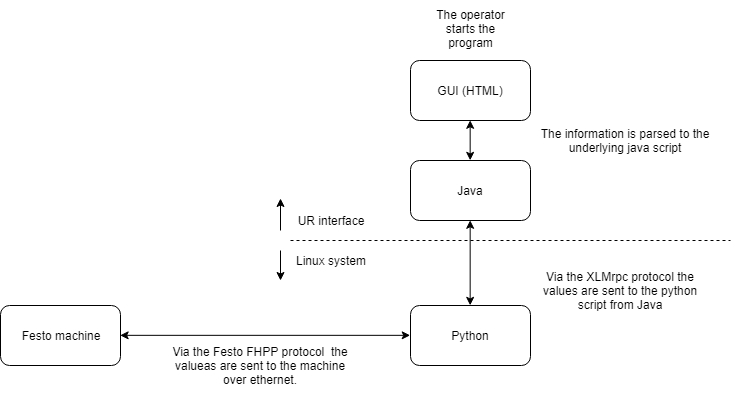 The operator
starts the
program
GUI (HTML)
The information is parsed to the
underlying java script
Java
UR interface
Linux system
Via the XLMrpc protocol the
values are sent to the python
script from Java
Festo machine
Python
Via the Festo FHPP protocol the
valueas are sent to the machine
over ethernet.